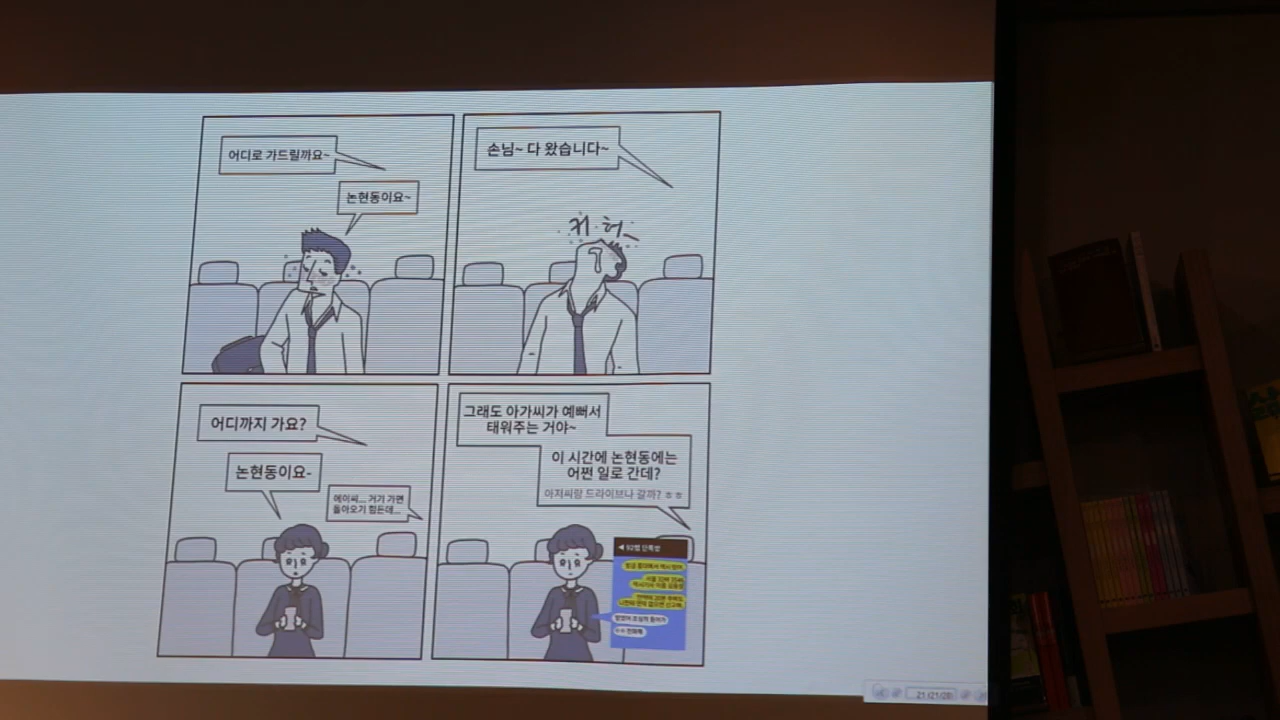 어디로 가드릴까요~
논현동이요~
손님~ 다 왔습니다~
커 허
어디까지 가요?
논현동이요-
에이씨... 거기 가면
돌아오기 힘든데...
그래도 아가씨가 예뻐서
태워주는 거야~
이 시간에 논현동에는
어쩐 일로 간데?
아저씨랑 드라이브나 갈까? ㅎㅎ
21 (21/28)